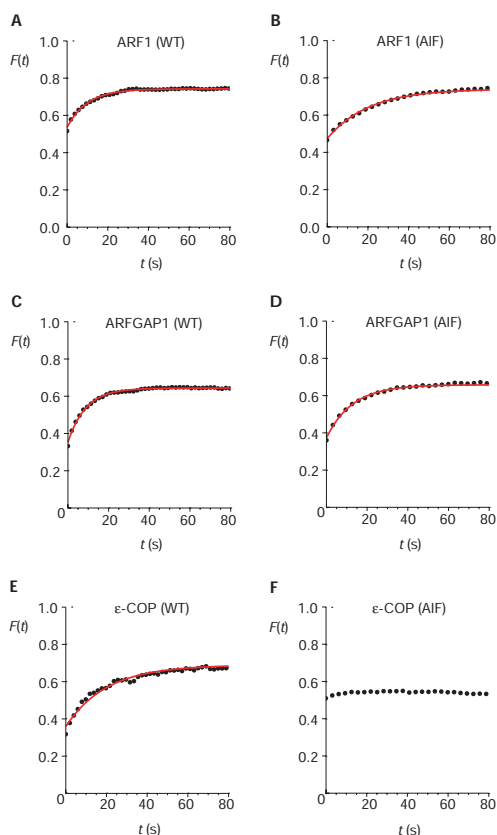 A
ARF1 (WT)
F(t)
1.0
0.8
0.6
0.4
0.2
0.0
0 20 40 60 80
t (s)
B
ARF1 (AlF)
F(t)
1.0
0.8
0.6
0.4
0.2
0.0
0 20 40 60 80
t (s)
C
ARFGAP1 (WT)
F(t)
1.0
0.8
0.6
0.4
0.2
0
20 40 60 80
t (s)
D
ARFGAP1 (AlF)
F(t)
1.0
0.8
0.6
0.4
0.2
0
20 40 60 80
t (s)
E
ε-COP (WT)
F(t)
1.0
0.8
0.6
0.4
0.2
0
20 40 60 80
t (s)
F
ε-COP (AlF)
F(t)
1.0
0.8
0.6
0.4
0.2
0
20 40 60 80
t (s)